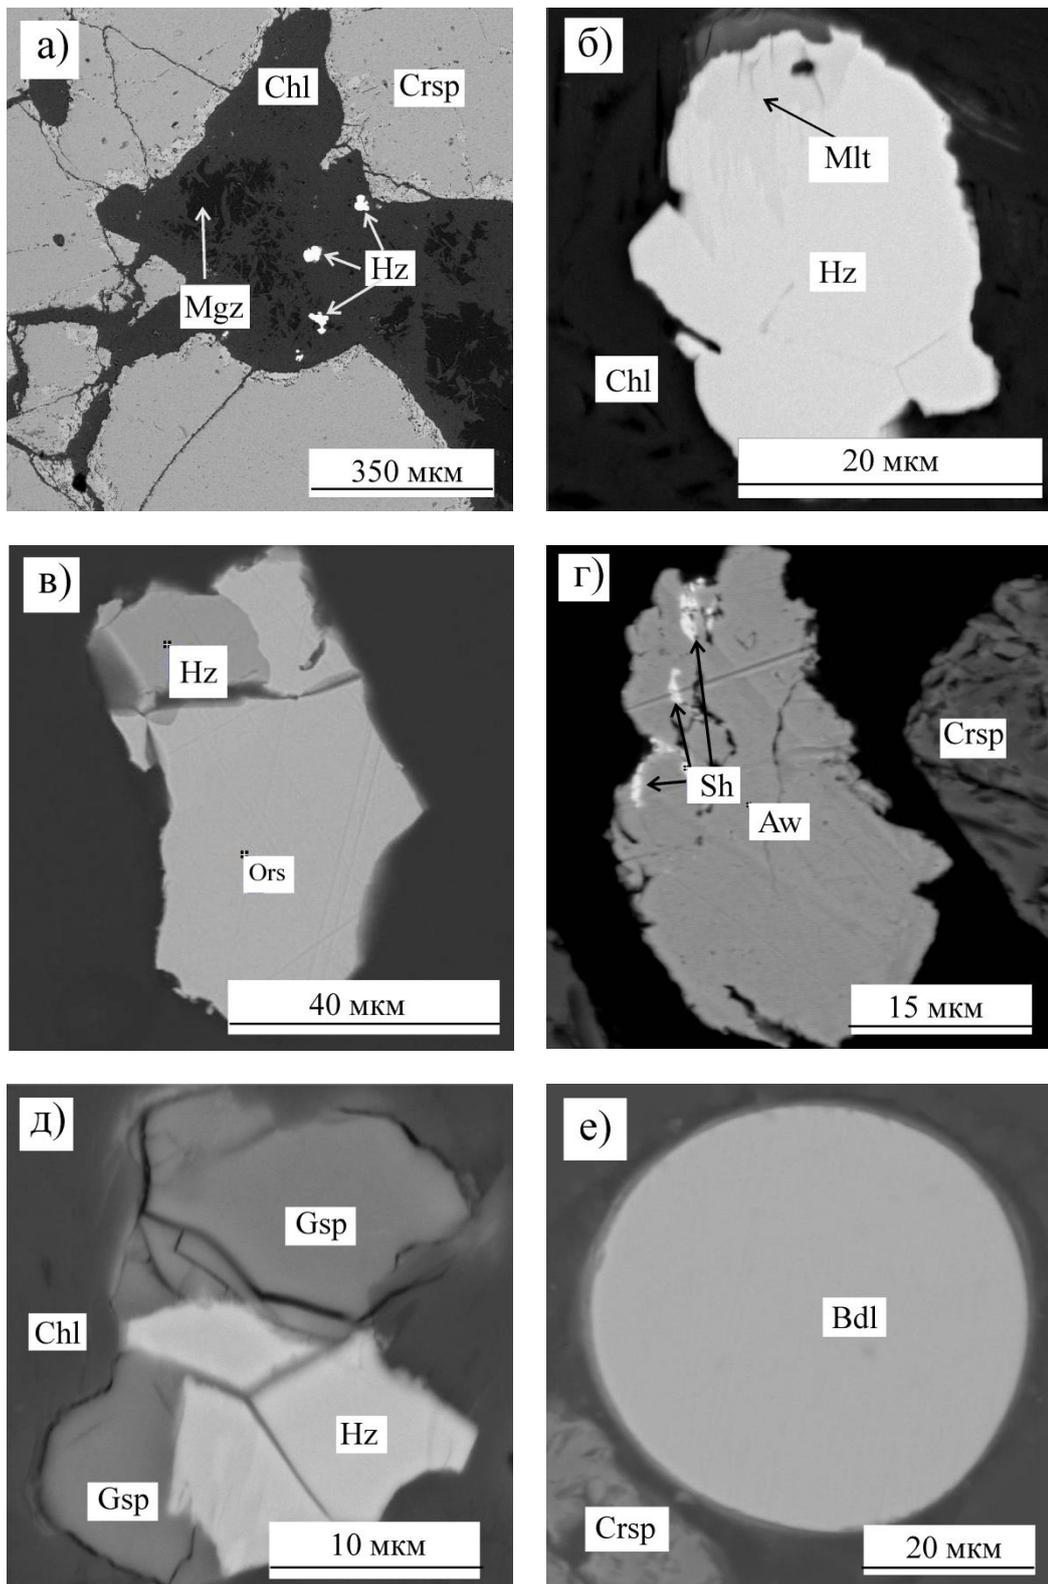 а)
Chl
Crsp
Hz
Mgz
350 мкм
б)
Mlt
Hz
Chl
20 мкм
в)
Hz
Ors
40 мкм
г)
Crsp
Sh
Aw
15 мкм
д)
Gsp
Chl
Hz
Gsp
10 мкм
е)
Bdl
Crsp
20 мкм